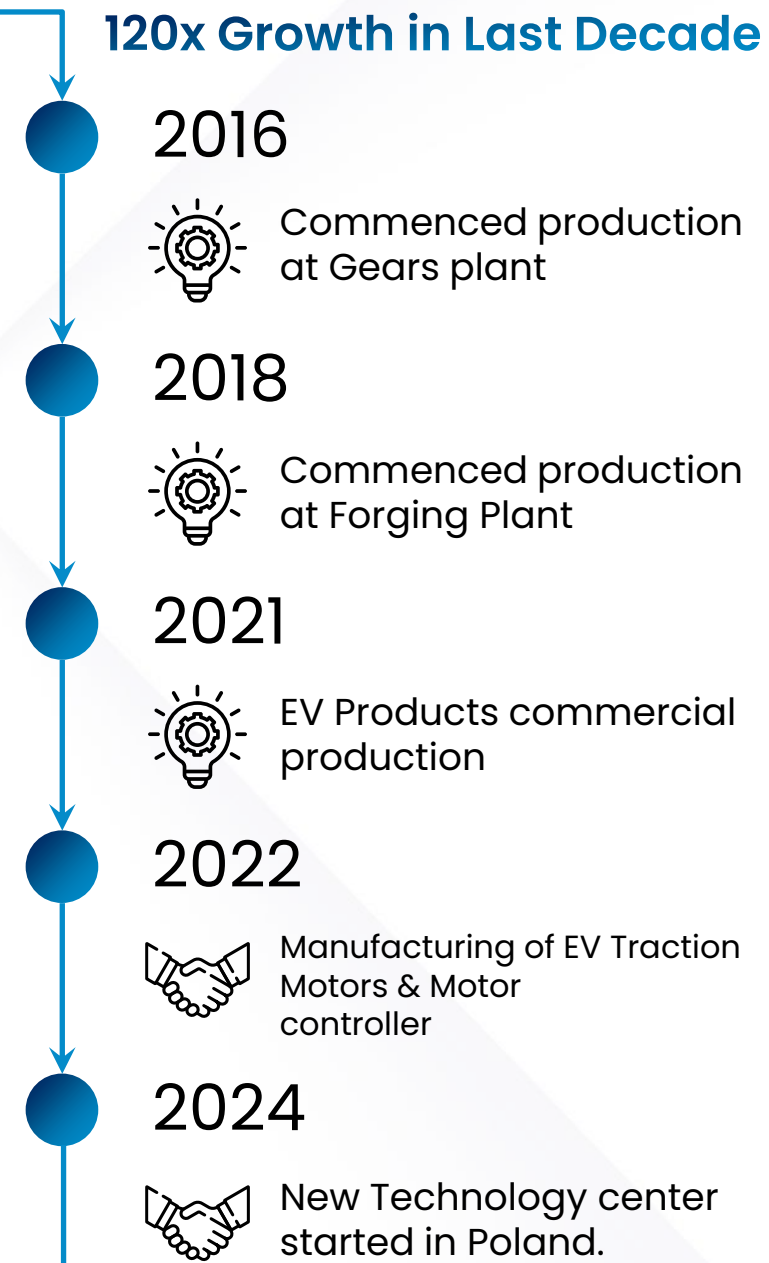 120x Growth in Last Decade
2016
Commenced production
at Gears plant
2018
Commenced production
at Forging Plant
2021
EV Products commercial
production
2022
Manufacturing of EV Traction
Motors & Motor
controller
2024
New Technology center
started in Poland.